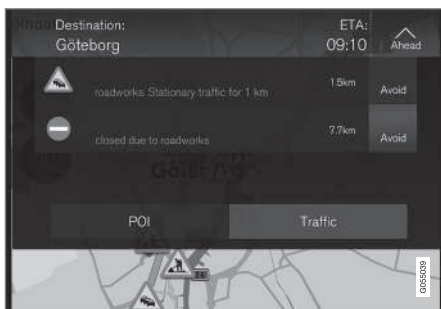 Destination:
ETA:
Göteborg
09:10
Ahead
roadworks. Stationary traffic for 1 km
1.5km
Avoid
closed due to roadworks
7.7km
Avoid
POI
Traffic
G055039